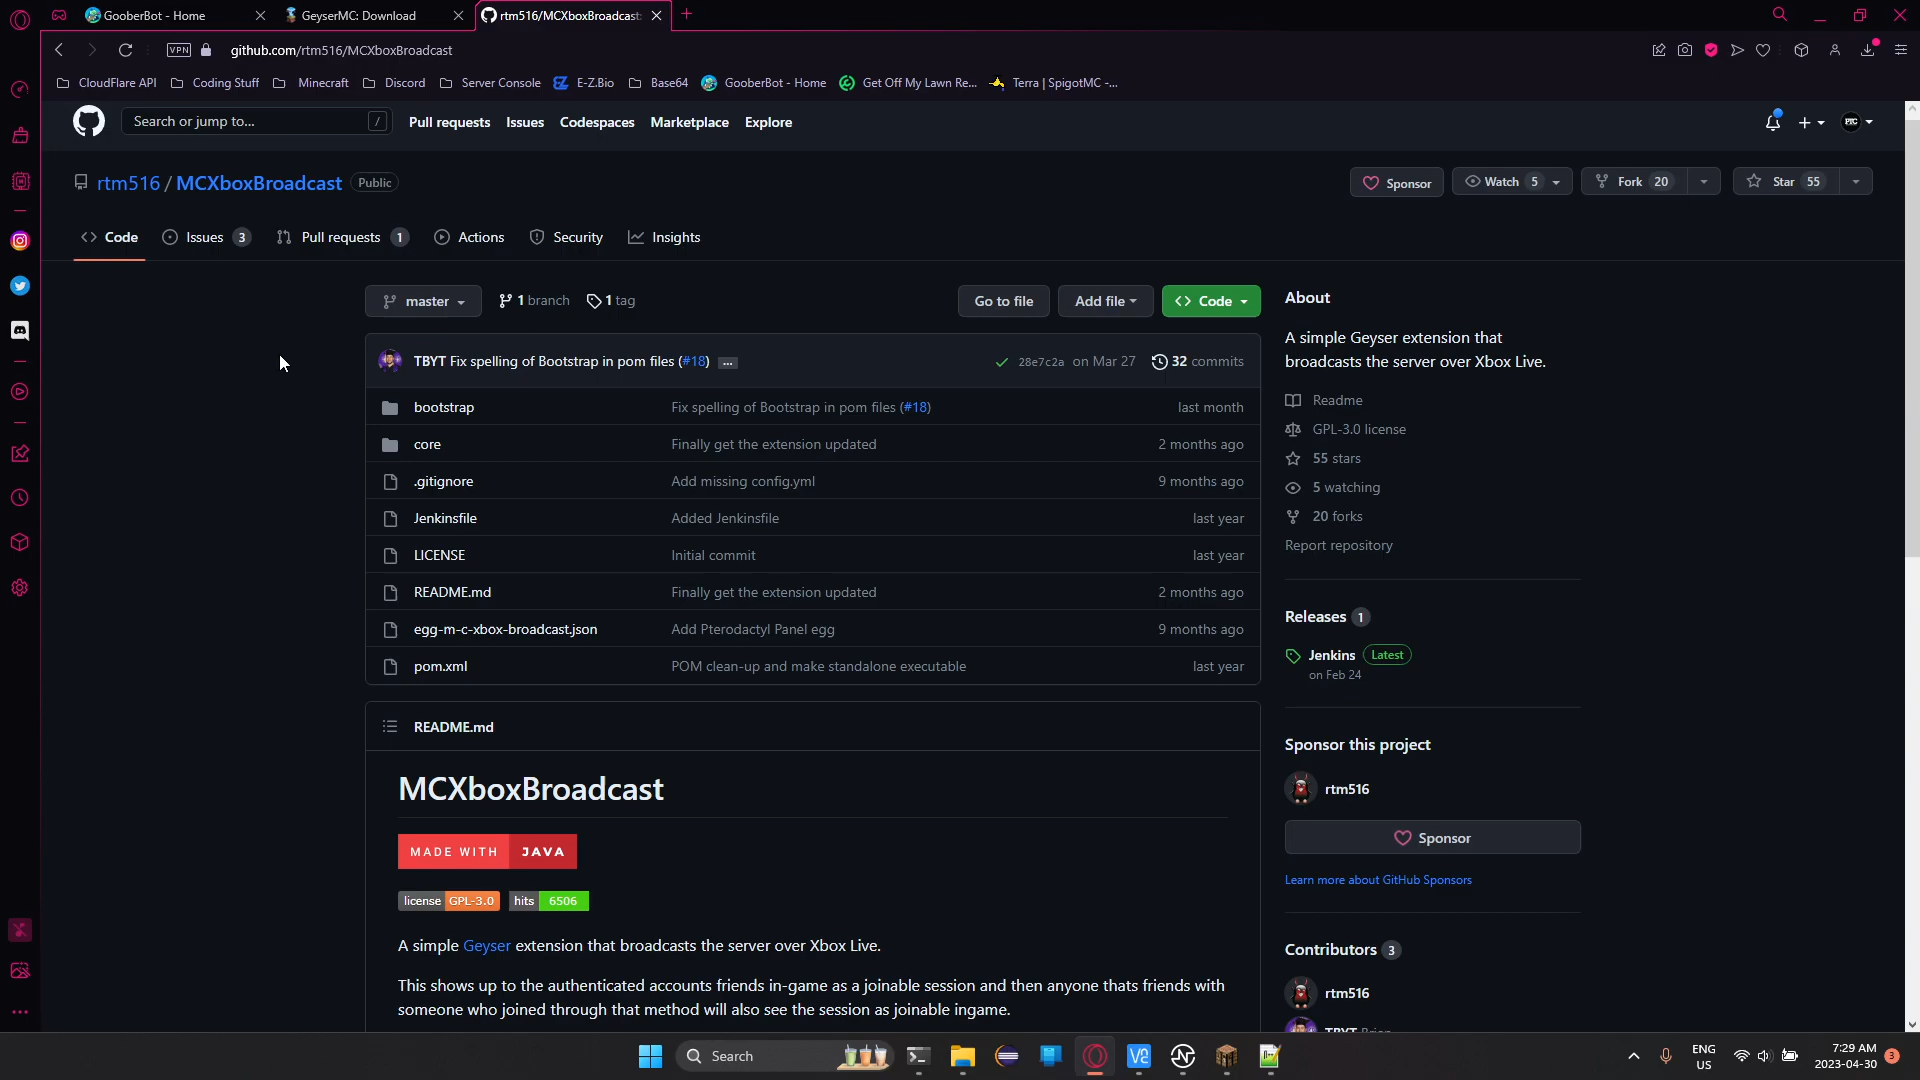 GooberBot - Home
GeyserMC: Download
rtm516/MCXboxBroadcast:
VPN
github.com/rtm516/MCXboxBroadcast
CloudFlare API
Coding Stuff
Minecraft
Discord
Server Console
E-Z.Bio
Base64
GooberBot - Home
Get Off My Lawn Re...
Terra | SpigotMC -...
Search or jump to... /
Pull requests
Issues
Codespaces
Marketplace
Explore
rtm516 / MCXboxBroadcast Public
Sponsor
Watch 5
Fork 20
Star 55
Code
Issues 3
Pull requests 1
Actions
Security
Insights
master
1 branch
1 tag
Go to file
Add file
Code
TBYT Fix spelling of Bootstrap in pom files (#18) ...
28e7c2a on Mar 27
32 commits
bootstrap Fix spelling of Bootstrap in pom files (#18) last month
core Finally get the extension updated 2 months ago
.gitignore Add missing config.yml 9 months ago
Jenkinsfile Added Jenkinsfile last year
LICENSE Initial commit last year
README.md Finally get the extension updated 2 months ago
egg-m-c-xbox-broadcast.json Add Pterodactyl Panel egg 9 months ago
pom.xml POM clean-up and make standalone executable last year
README.md
MCXboxBroadcast
MADE WITH JAVA
license GPL-3.0 hits 6506
A simple Geyser extension that broadcasts the server over Xbox Live.
This shows up to the authenticated accounts friends in-game as a joinable session and then anyone thats friends with
someone who joined through that method will also see the session as joinable ingame.
About
A simple Geyser extension that
broadcasts the server over Xbox Live.
Readme
GPL-3.0 license
55 stars
5 watching
20 forks
Report repository
Releases 1
Jenkins Latest
on Feb 24
Sponsor this project
rtm516
Sponsor
Learn more about GitHub Sponsors
Contributors 3
rtm516
Search
ENG
US
7:29 AM
2023-04-30
3